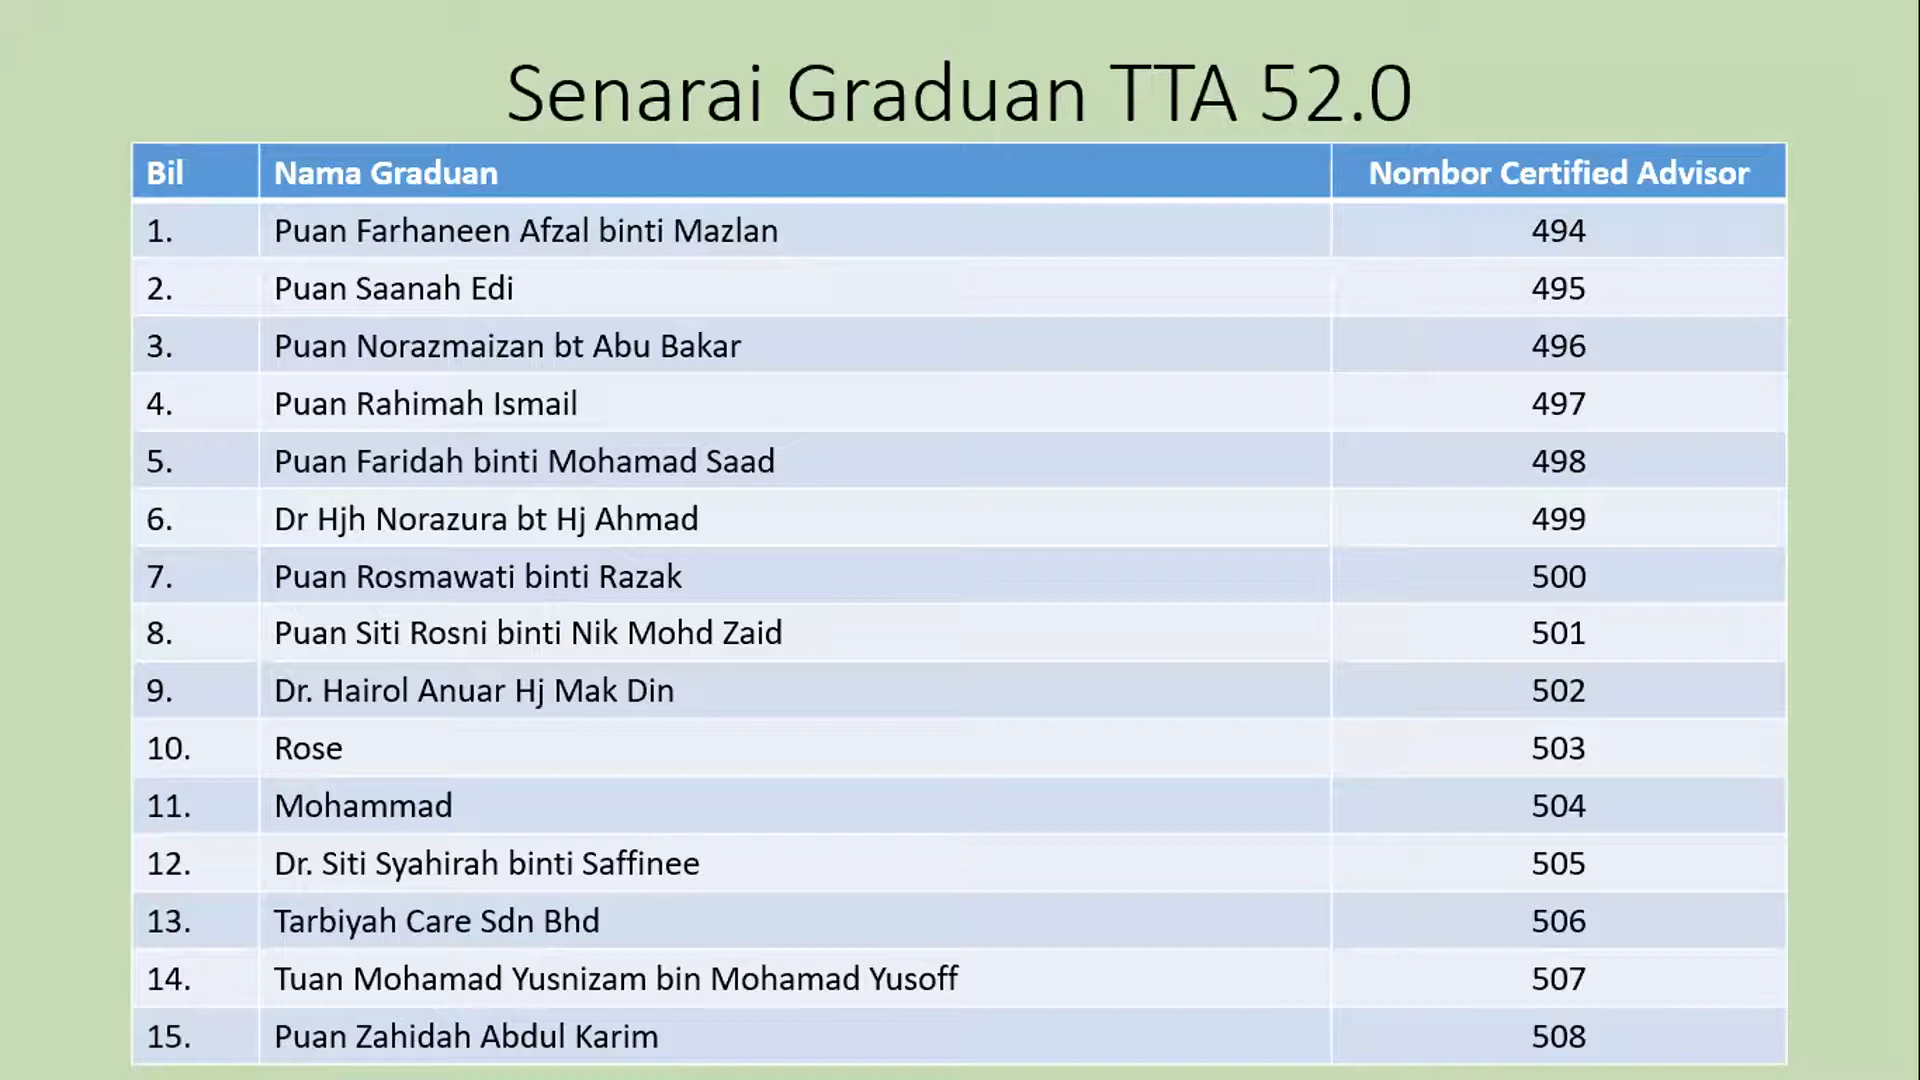 Senarai Graduan TTA 52.0
Bil Nama Graduan Nombor Certified Advisor
1. Puan Farhaneen Afzal binti Mazlan 494
2. Puan Saanah Edi 495
3. Puan Norazmaizan bt Abu Bakar 496
4. Puan Rahimah Ismail 497
5. Puan Faridah binti Mohamad Saad 498
6. Dr Hjh Norazura bt Hj Ahmad 499
7. Puan Rosmawati binti Razak 500
8. Puan Siti Rosni binti Nik Mohd Zaid 501
9. Dr. Hairol Anuar Hj Mak Din 502
10. Rose 503
11. Mohammad 504
12. Dr. Siti Syahirah binti Saffinee 505
13. Tarbiyah Care Sdn Bhd 506
14. Tuan Mohamad Yusnizam bin Mohamad Yusoff 507
15. Puan Zahidah Abdul Karim 508